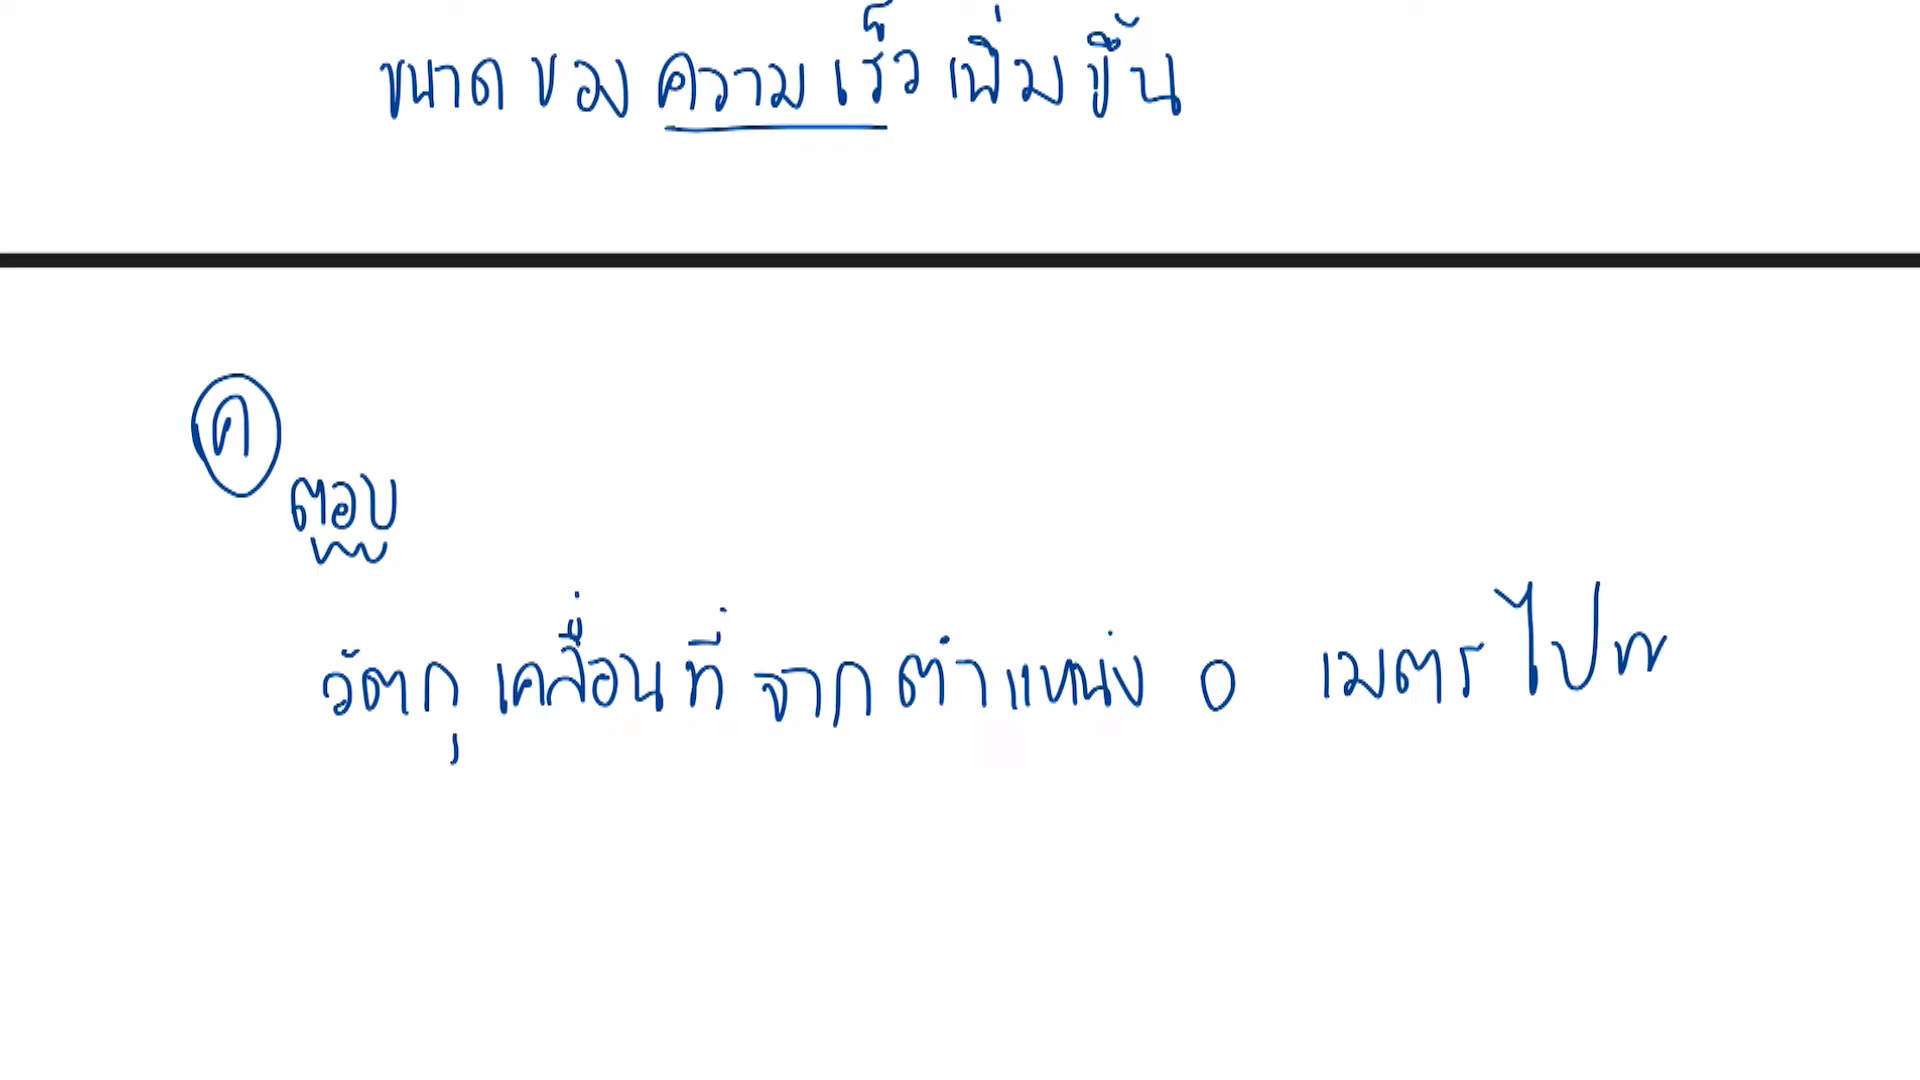 ขนาดของความเร็วเพิ่มขึ้น
ค
ตอบ
วัตถุเคลื่อนที่จากตำแหน่ง 0 เมตร ไป